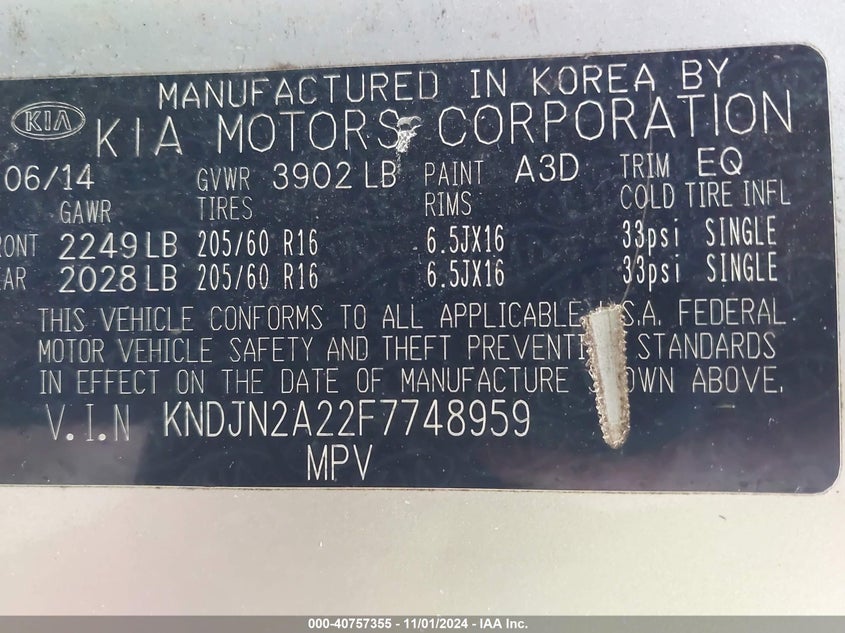 MANUFACTURED IN KOREA BY
KIA KIA MOTORS CORPORATION
06/14 GVWR 3902 LB PAINT A3D TRIM EQ
GAWR TIRES RIMS COLD TIRE INFL
RONT 2249 LB 205/60 R16 6.5JX16 33psi SINGLE
EAR 2028 LB 205/60 R16 6.5JX16 33psi SINGLE
THIS VEHICLE CONFORMS TO ALL APPLICABLE .S.A. FEDERAL
MOTOR VEHICLE SAFETY AND THEFT PREVENTI STANDARDS
IN EFFECT ON THE DATE OF MANUFACTURE OWN ABOVE.
V.I.N KNDJN2A22F7748959
MPV
000-40757355 - 11/01/2024 - IAA Inc.